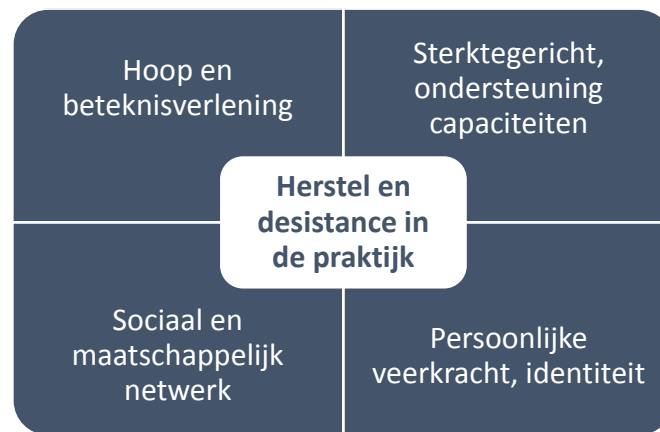 Hoop en
beteknisverlening
Sterktegericht,
ondersteuning
capaciteiten
Herstel en
desistance in
de praktijk
Sociaal en
maatschappelijk
netwerk
Persoonlijke
veerkracht, identiteit